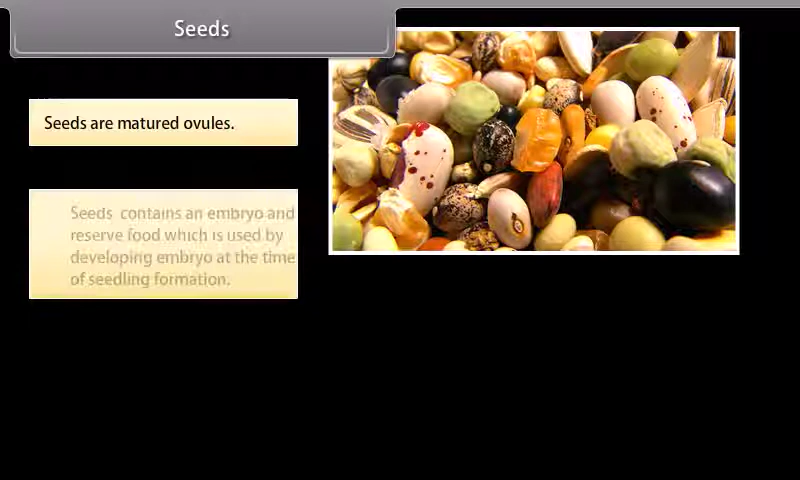 Seeds
Seeds are matured ovules.
Seeds contains an embryo and
reserve food which is used by
developing embryo at the time
of seedling formation.